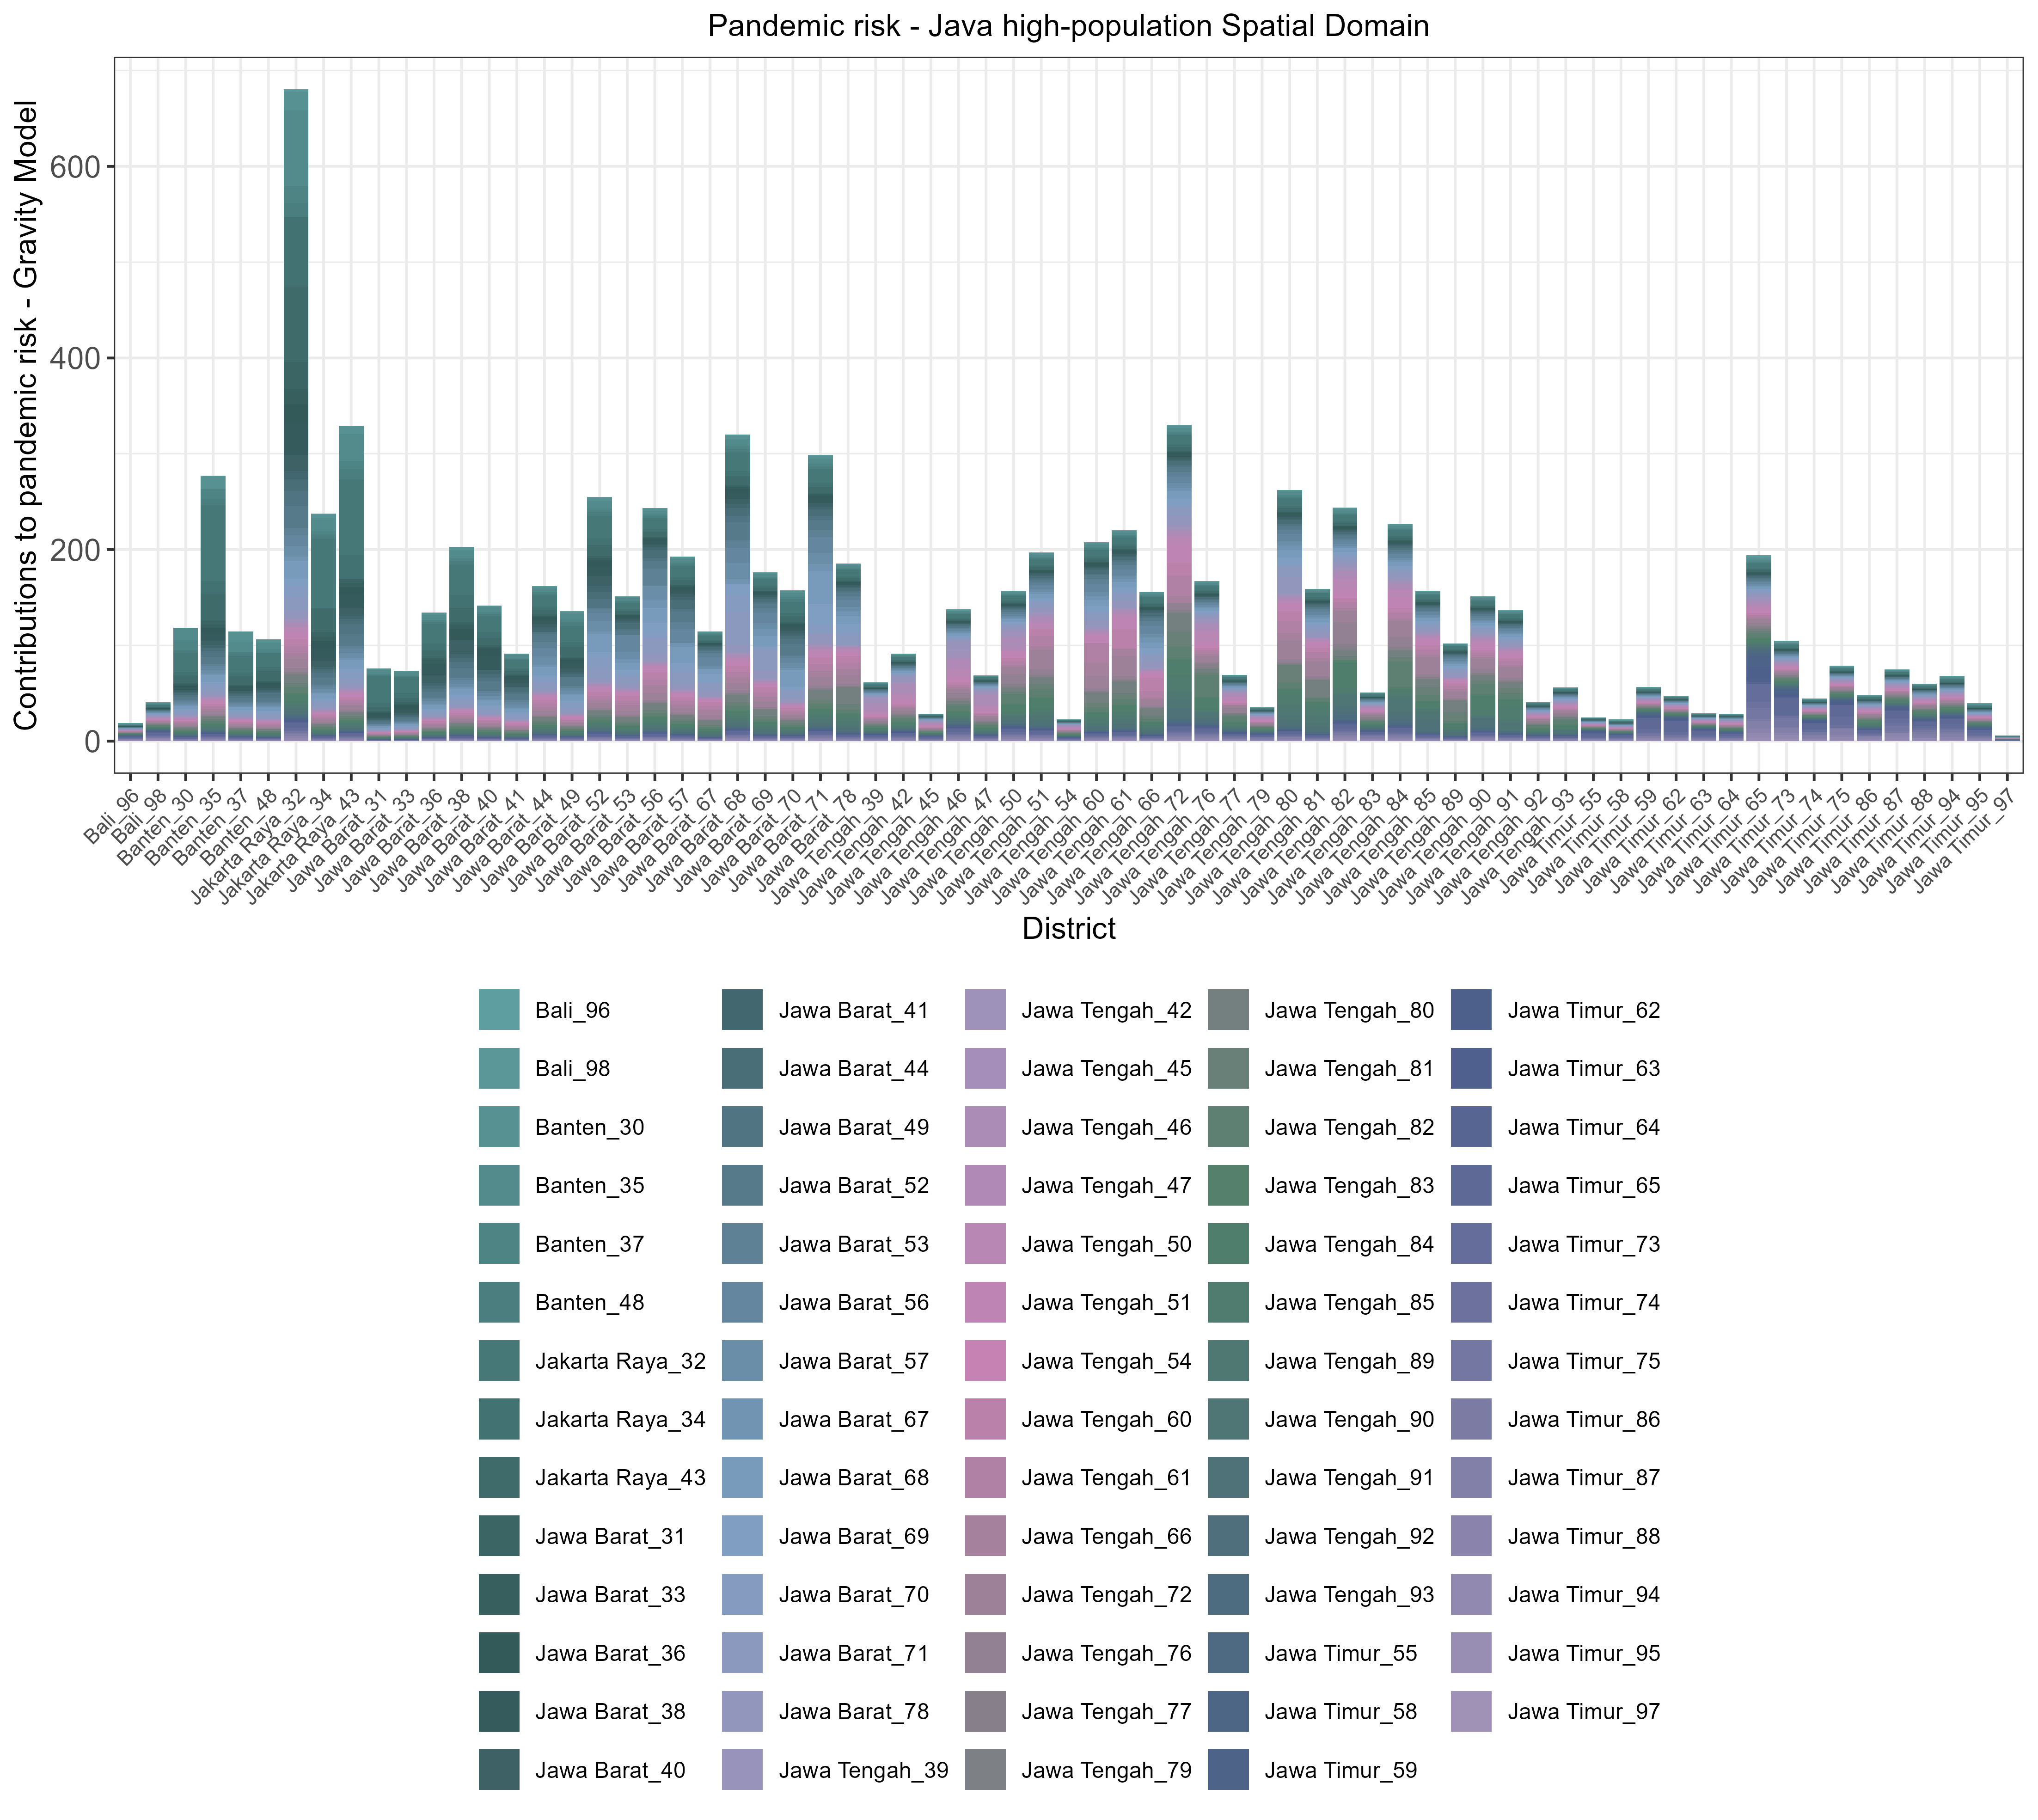 Pandemic risk - Java high-population Spatial Domain
Contributions to pandemic risk - Gravity Model
600
400
200
0
Bali_96
Bali_98
Banten_30
Banten_35
Banten_37
Banten_48
Jakarta Raya_32
Jakarta Raya_34
Jakarta Raya_43
Jawa Barat_31
Jawa Barat_33
Jawa Barat_36
Jawa Barat_38
Jawa Barat_40
Jawa Barat_41
Jawa Barat_44
Jawa Barat_49
Jawa Barat_52
Jawa Barat_53
Jawa Barat_56
Jawa Barat_57
Jawa Barat_67
Jawa Barat_68
Jawa Barat_69
Jawa Barat_70
Jawa Barat_71
Jawa Barat_78
Jawa Tengah_39
Jawa Tengah_42
Jawa Tengah_45
Jawa Tengah_46
Jawa Tengah_47
Jawa Tengah_50
Jawa Tengah_51
Jawa Tengah_54
Jawa Tengah_60
Jawa Tengah_61
Jawa Tengah_66
Jawa Tengah_72
Jawa Tengah_76
Jawa Tengah_77
Jawa Tengah_79
Jawa Tengah_80
Jawa Tengah_81
Jawa Tengah_82
Jawa Tengah_83
Jawa Tengah_84
Jawa Tengah_85
Jawa Tengah_89
Jawa Tengah_90
Jawa Tengah_91
Jawa Tengah_92
Jawa Tengah_93
Jawa Timur_55
Jawa Timur_58
Jawa Timur_59
Jawa Timur_62
Jawa Timur_63
Jawa Timur_64
Jawa Timur_65
Jawa Timur_73
Jawa Timur_74
Jawa Timur_75
Jawa Timur_86
Jawa Timur_87
Jawa Timur_88
Jawa Timur_94
Jawa Timur_95
Jawa Timur_97
District
Bali_96
Bali_98
Banten_30
Banten_35
Banten_37
Banten_48
Jakarta Raya_32
Jakarta Raya_34
Jakarta Raya_43
Jawa Barat_31
Jawa Barat_33
Jawa Barat_36
Jawa Barat_38
Jawa Barat_40
Jawa Barat_41
Jawa Barat_44
Jawa Barat_49
Jawa Barat_52
Jawa Barat_53
Jawa Barat_56
Jawa Barat_57
Jawa Barat_67
Jawa Barat_68
Jawa Barat_69
Jawa Barat_70
Jawa Barat_71
Jawa Barat_78
Jawa Tengah_39
Jawa Tengah_42
Jawa Tengah_45
Jawa Tengah_46
Jawa Tengah_47
Jawa Tengah_50
Jawa Tengah_51
Jawa Tengah_54
Jawa Tengah_60
Jawa Tengah_61
Jawa Tengah_66
Jawa Tengah_72
Jawa Tengah_76
Jawa Tengah_77
Jawa Tengah_79
Jawa Tengah_80
Jawa Tengah_81
Jawa Tengah_82
Jawa Tengah_83
Jawa Tengah_84
Jawa Tengah_85
Jawa Tengah_89
Jawa Tengah_90
Jawa Tengah_91
Jawa Tengah_92
Jawa Tengah_93
Jawa Timur_55
Jawa Timur_58
Jawa Timur_59
Jawa Timur_62
Jawa Timur_63
Jawa Timur_64
Jawa Timur_65
Jawa Timur_73
Jawa Timur_74
Jawa Timur_75
Jawa Timur_86
Jawa Timur_87
Jawa Timur_88
Jawa Timur_94
Jawa Timur_95
Jawa Timur_97